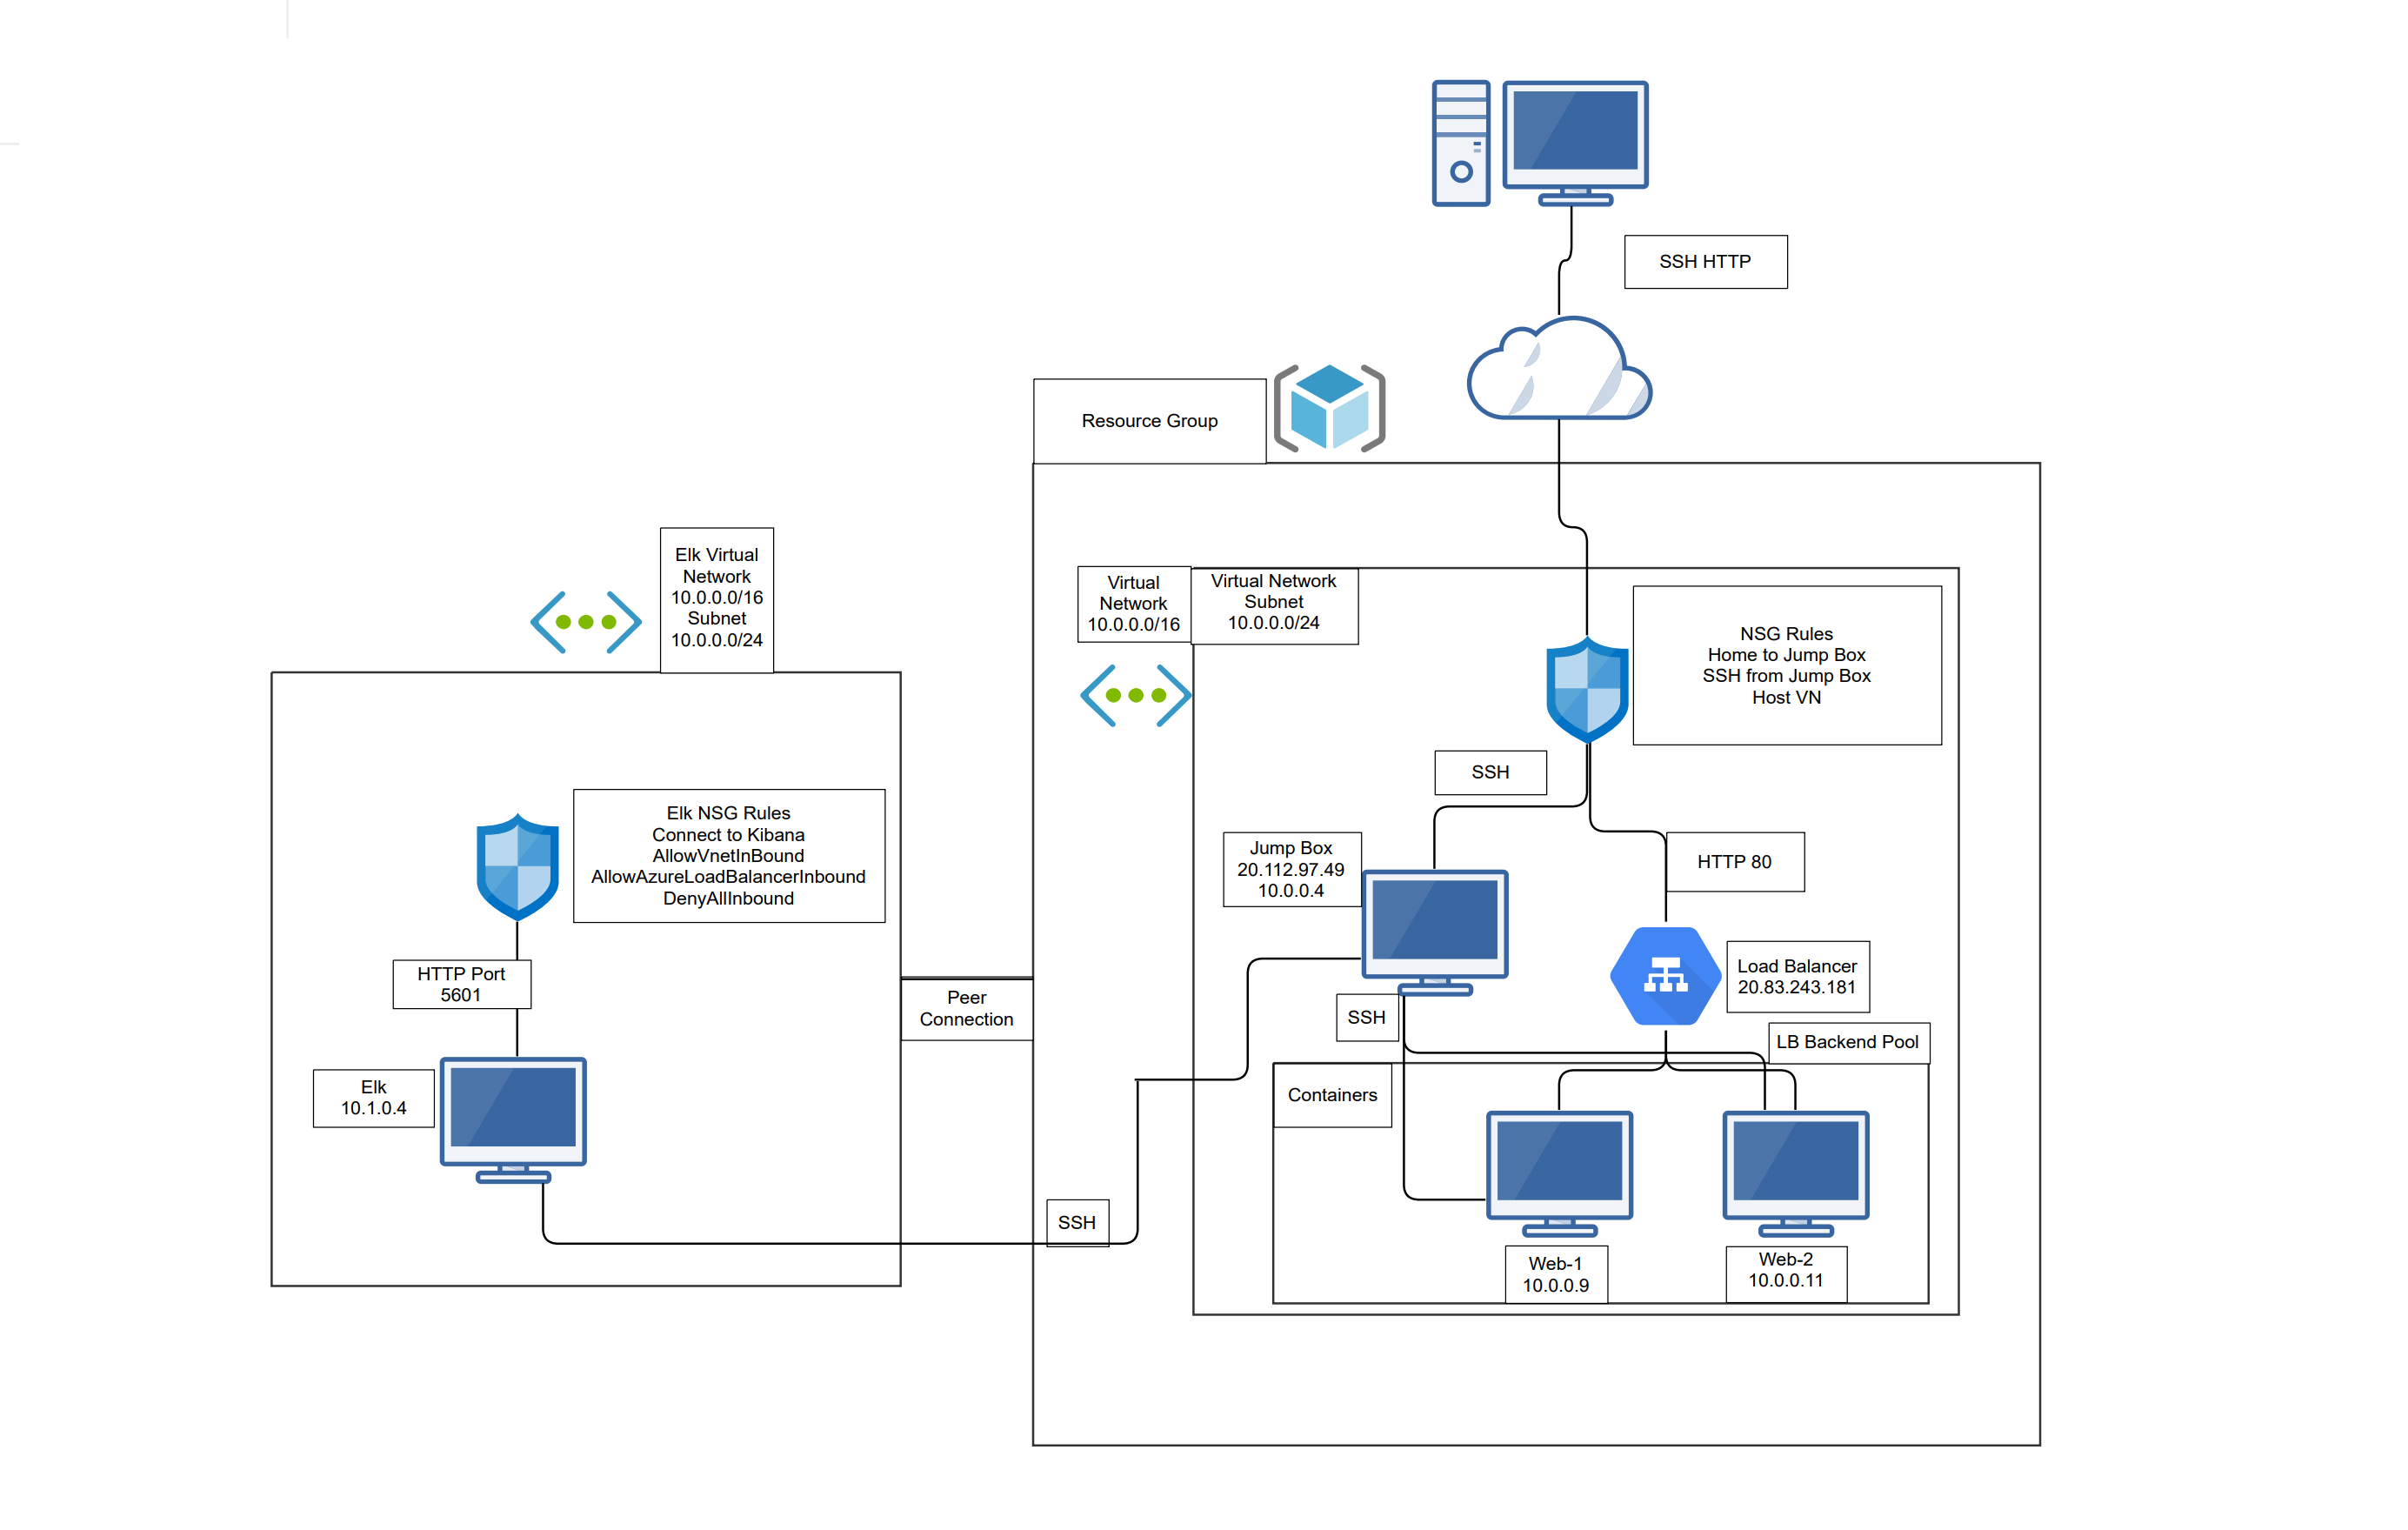 SSH HTTP
Resource Group
Elk Virtual
Network
10.0.0.0/16
Subnet
10.0.0.0/24
Virtual
Network
10.0.0.0/16
Virtual Network
Subnet
10.0.0.0/24
NSG Rules
Home to Jump Box
SSH from Jump Box
Host VN
SSH
Elk NSG Rules
Connect to Kibana
AllowVnetInBound
AllowAzureLoadBalancerInbound
DenyAllInbound
Jump Box
20.112.97.49
10.0.0.4
HTTP 80
HTTP Port
5601
Peer
Connection
Load Balancer
20.83.243.181
SSH
LB Backend Pool
Elk
10.1.0.4
Containers
SSH
Web-1
10.0.0.9
Web-2
10.0.0.11